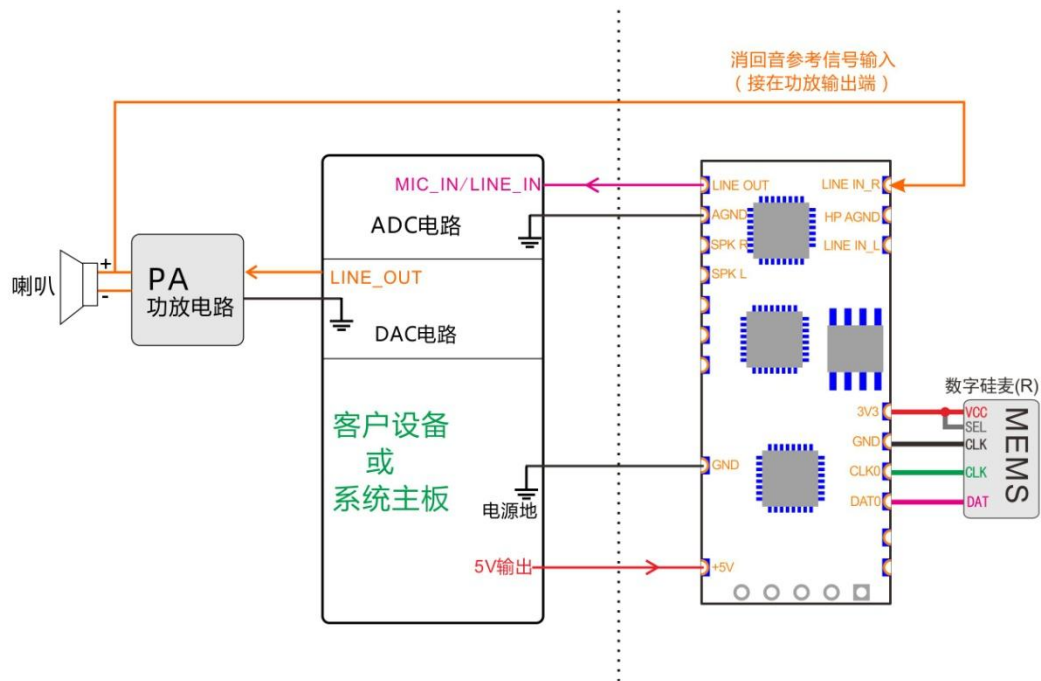 消回音参考信号输入
（接在功放输出端）
MIC_IN/LINE_IN
ADC电路
LINE_OUT
DAC电路
喇叭
+
-
PA
功放电路
客户设备
或
系统主板
电源地
5V输出
LINE OUT
AGND
SPK R
SPK L
GND
+5V
LINE IN_R
HP AGND
LINE IN_L
3V3
GND
CLK0
DAT0
数字硅麦(R)
VCC
SEL
CLK
CLK
DAT
MEMS